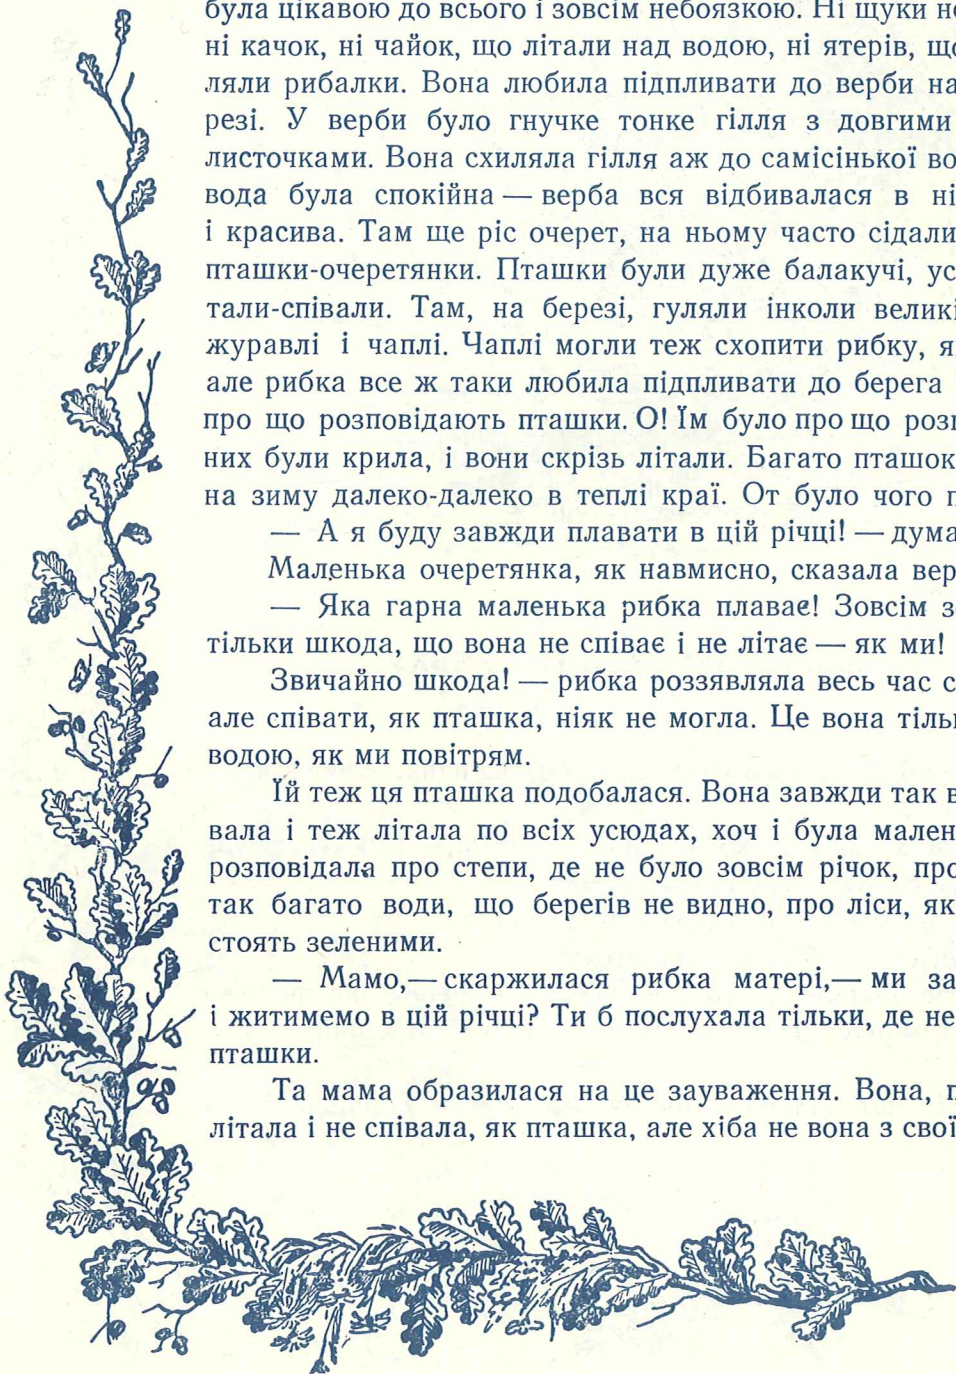 була цікавою до всього і зовсім небоязкою. Ні щуки не
ні качок, ні чайок, що літали над водою, ні ятерів, що
ляли рибалки. Вона любила підпливати до верби на
резі. У верби було гнучке тонке гілля з довгими
листочками. Вона схиляла гілля аж до самісінької во
вода була спокійна — верба вся відбивалася в ні
і красива. Там ще ріс очерет, на ньому часто сідали
пташки-очеретянки. Пташки були дуже балакучі, ус
тали-співали. Там, на березі, гуляли інколи великі
журавлі і чаплі. Чаплі могли теж схопити рибку, я
але рибка все ж таки любила підпливати до берега
про що розповідають пташки. О! Їм було про що розп
них були крила, і вони скрізь літали. Багато пташок
на зиму далеко-далеко в теплі краї. От було чого п
— А я буду завжди плавати в цій річці! — дума
Маленька очеретянка, як навмисно, сказала вер
— Яка гарна маленька рибка плаває! Зовсім з
тільки шкода, що вона не співає і не літає — як ми!
Звичайно шкода! — рибка роззявляла весь час с
але співати, як пташка, ніяк не могла. Це вона тіль
водою, як ми повітрям.
Їй теж ця пташка подобалася. Вона завжди так в
вала і теж літала по всіх усюдах, хоч і була мален
розповідала про степи, де не було зовсім річок, про
так багато води, що берегів не видно, про ліси, як
стоять зеленими.
— Мамо,— скаржилася рибка матері,— ми за
і житимемо в цій річці? Ти б послухала тільки, де не
пташки.
Та мама образилася на це зауваження. Вона, п
літала і не співала, як пташка, але хіба не вона з свої